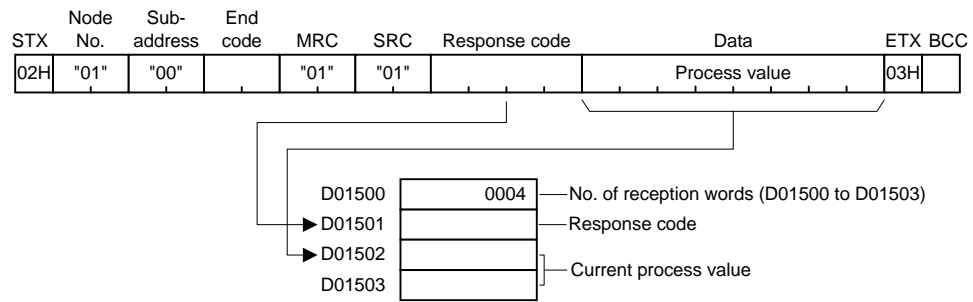 Node Sub- End
STX No. address code MRC SRC Response code Data ETX BCC
02H "01" "00" "01" "01" Process value 03H
D01500 0004 No. of reception words (D01500 to D01503)
D01501 Response code
D01502
Current process value
D01503